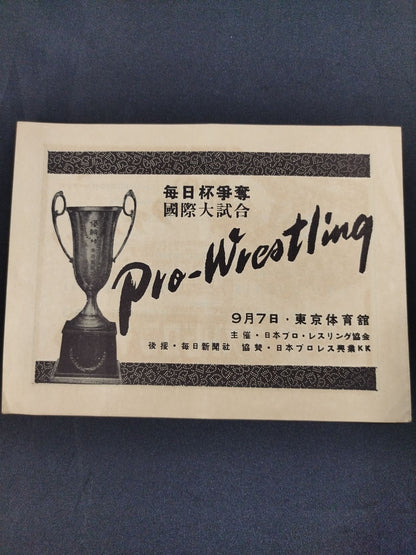 毎日杯爭奪
國際大試合
Pro-Wrestling
9月7日・東京体育館
主催・日本プロ・レスリング協会
後援・毎日新聞社 協賛・日本プロレス興業KK